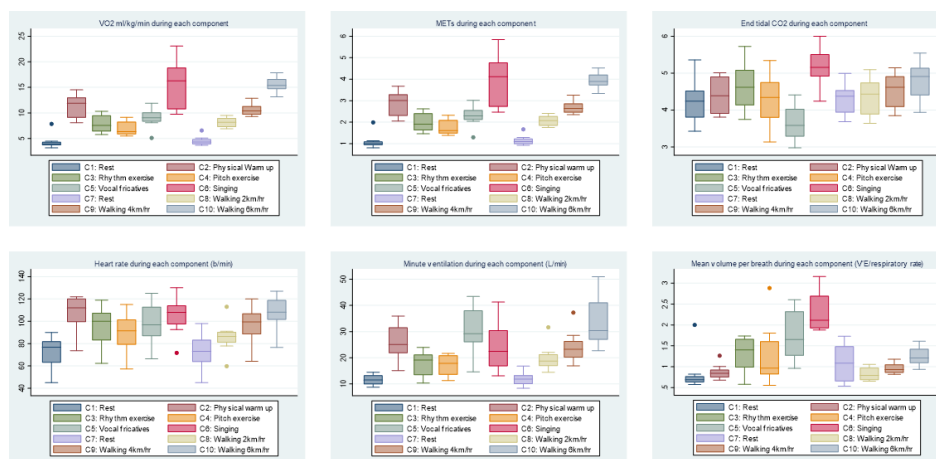 VO2 ml/kg/min during each component
25
20
15
10
5
C1: Rest C2: Physical Warm up
C3: Rhythm exercise C4: Pitch exercise
C5: Vocal fricatives C6: Singing
C7: Rest C8: Walking 2km/hr
C9: Walking 4km/hr C10: Walking 6km/hr
METs during each component
6
5
4
3
2
1
C1: Rest C2: Physical Warm up
C3: Rhythm exercise C4: Pitch exercise
C5: Vocal fricatives C6: Singing
C7: Rest C8: Walking 2km/hr
C9: Walking 4km/hr C10: Walking 6km/hr
End tidal CO2 during each component
6
5
4
3
C1: Rest C2: Physical Warm up
C3: Rhythm exercise C4: Pitch exercise
C5: Vocal fricatives C6: Singing
C7: Rest C8: Walking 2km/hr
C9: Walking 4km/hr C10: Walking 6km/hr
Heart rate during each component (b/min)
140
120
100
80
60
40
C1: Rest C2: Physical warm up
C3: Rhythm exercise C4: Pitch exercise
C5: Vocal fricatives C6: Singing
C7: Rest C8: Walking 2km/hr
C9: Walking 4km/hr C10: Walking 6km/hr
Minute ventilation during each component (L/min)
50
40
30
20
10
C1: Rest C2: Physical warm up
C3: Rhythm exercise C4: Pitch exercise
C5: Vocal fricatives C6: Singing
C7: Rest C8: Walking 2km/hr
C9: Walking 4km/hr C10: Walking 6km/hr
Mean volume per breath during each component (V'E/respiratory rate)
3
2.5
2
1.5
1
.5
C1: Rest C2: Physical warm up
C3: Rhythm exercise C4: Pitch exercise
C5: Vocal fricatives C6: Singing
C7: Rest C8: Walking 2km/hr
C9: Walking 4km/hr C10: Walking 6km/hr